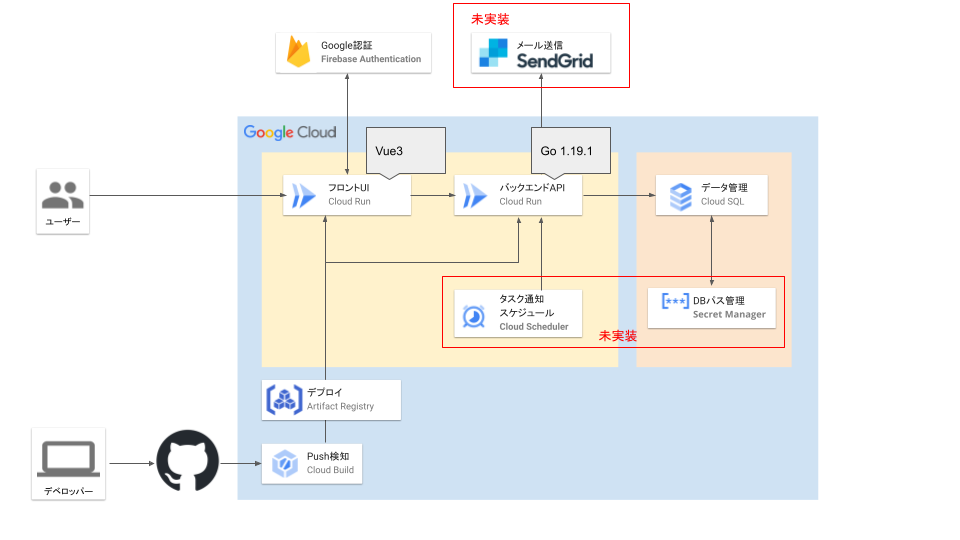 未実装
Google認証
Firebase Authentication
メール送信
SendGrid
Google Cloud
Vue3
Go 1.19.1
フロントUI
Cloud Run
バックエンドAPI
Cloud Run
データ管理
Cloud SQL
ユーザー
タスク通知
スケジュール
Cloud Scheduler
[***]
DBパス管理
Secret Manager
未実装
デプロイ
Artifact Registry
Push検知
Cloud Build
デベロッパー